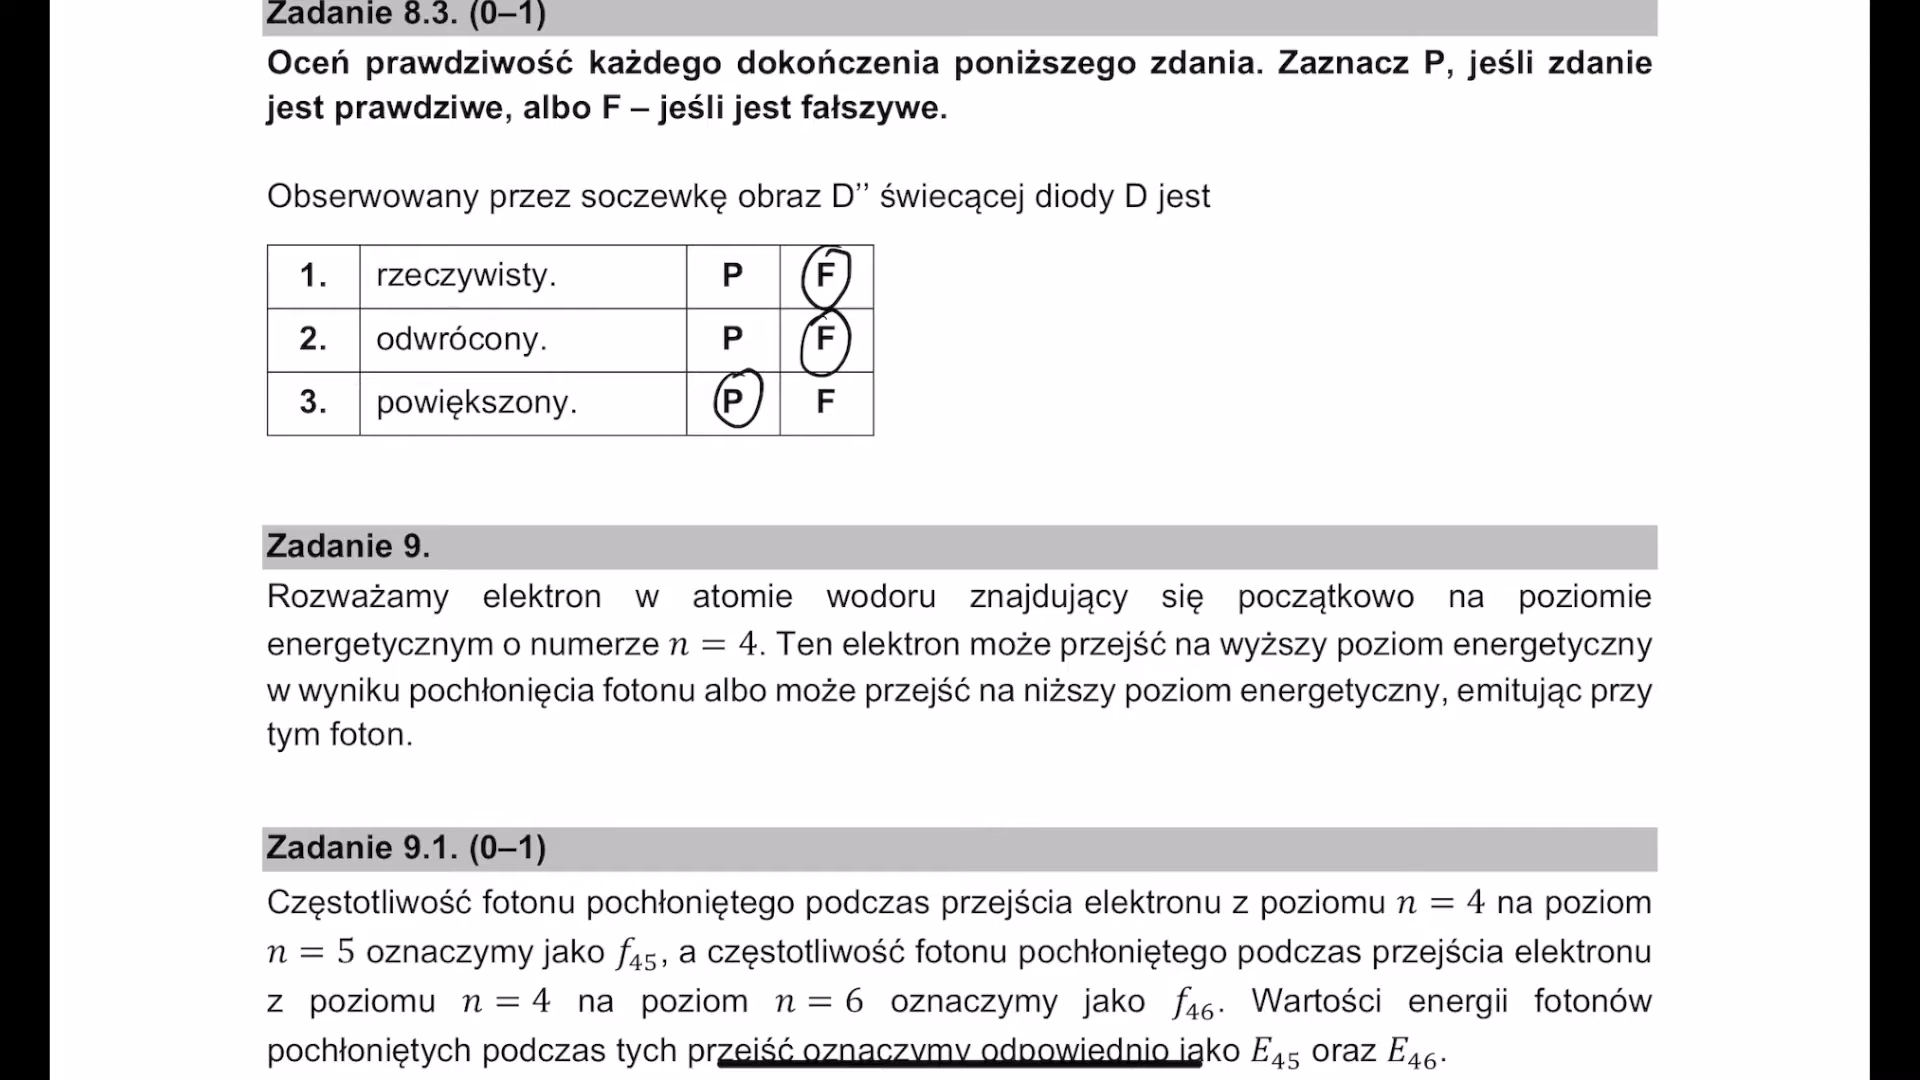 Zadanie 8.3. (0–1)
Oceń prawdziwość każdego dokończenia poniższego zdania. Zaznacz P, jeśli zdanie
jest prawdziwe, albo F – jeśli jest fałszywe.
Obserwowany przez soczewkę obraz D’’ świecącej diody D jest
1. rzeczywisty. P F
2. odwrócony. P F
3. powiększony. P F
Zadanie 9.
Rozważamy elektron w atomie wodoru znajdujący się początkowo na poziomie
energetycznym o numerze n = 4. Ten elektron może przejść na wyższy poziom energetyczny
w wyniku pochłonięcia fotonu albo może przejść na niższy poziom energetyczny, emitując przy
tym foton.
Zadanie 9.1. (0–1)
Częstotliwość fotonu pochłoniętego podczas przejścia elektronu z poziomu n = 4 na poziom
n = 5 oznaczymy jako f₄₅, a częstotliwość fotonu pochłoniętego podczas przejścia elektronu
z poziomu n = 4 na poziom n = 6 oznaczymy jako f₄₆. Wartości energii fotonów
pochłoniętych podczas tych przejść oznaczymy odpowiednio jako E₄₅ oraz E₄₆.